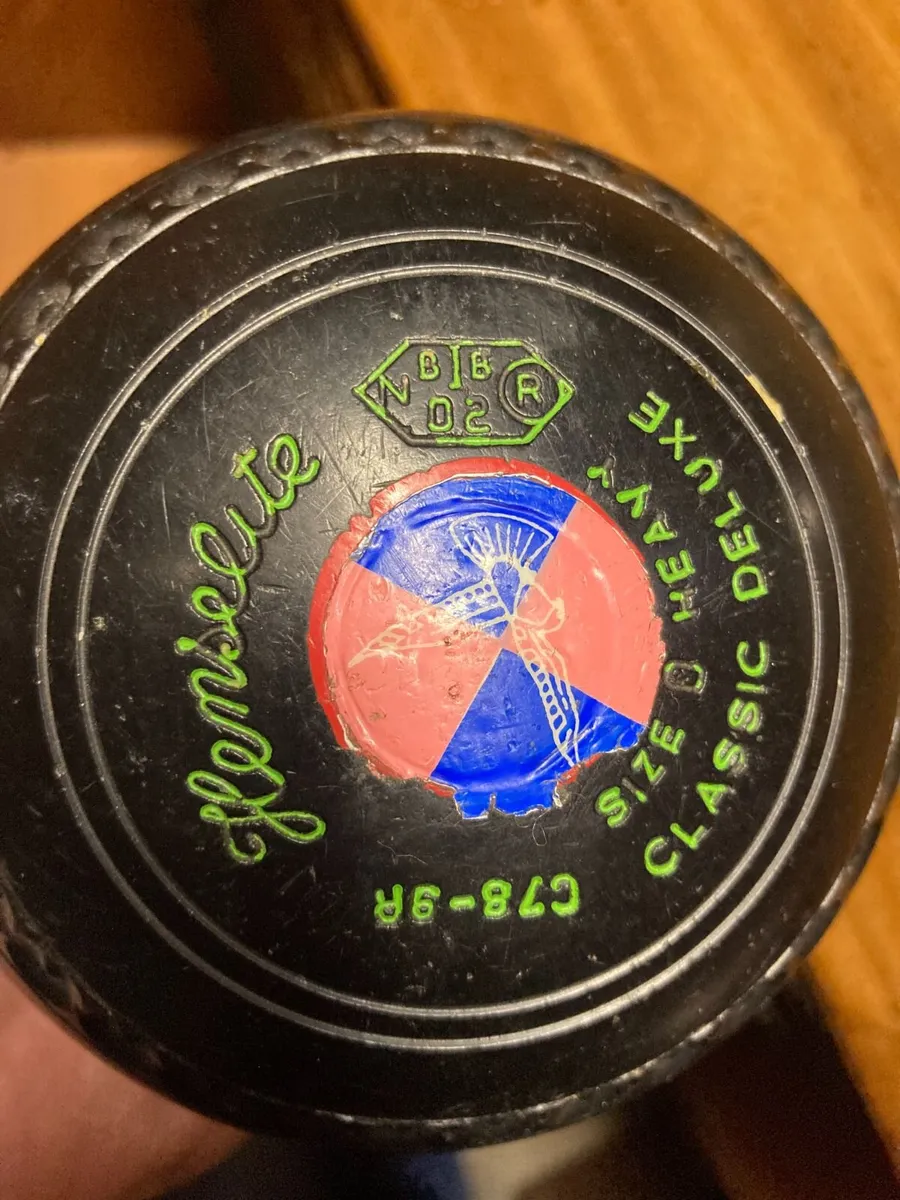 N B I B R
02
Henselite
CLASSIC DELUXE
SIZE 0 HEAVY
C78-9R